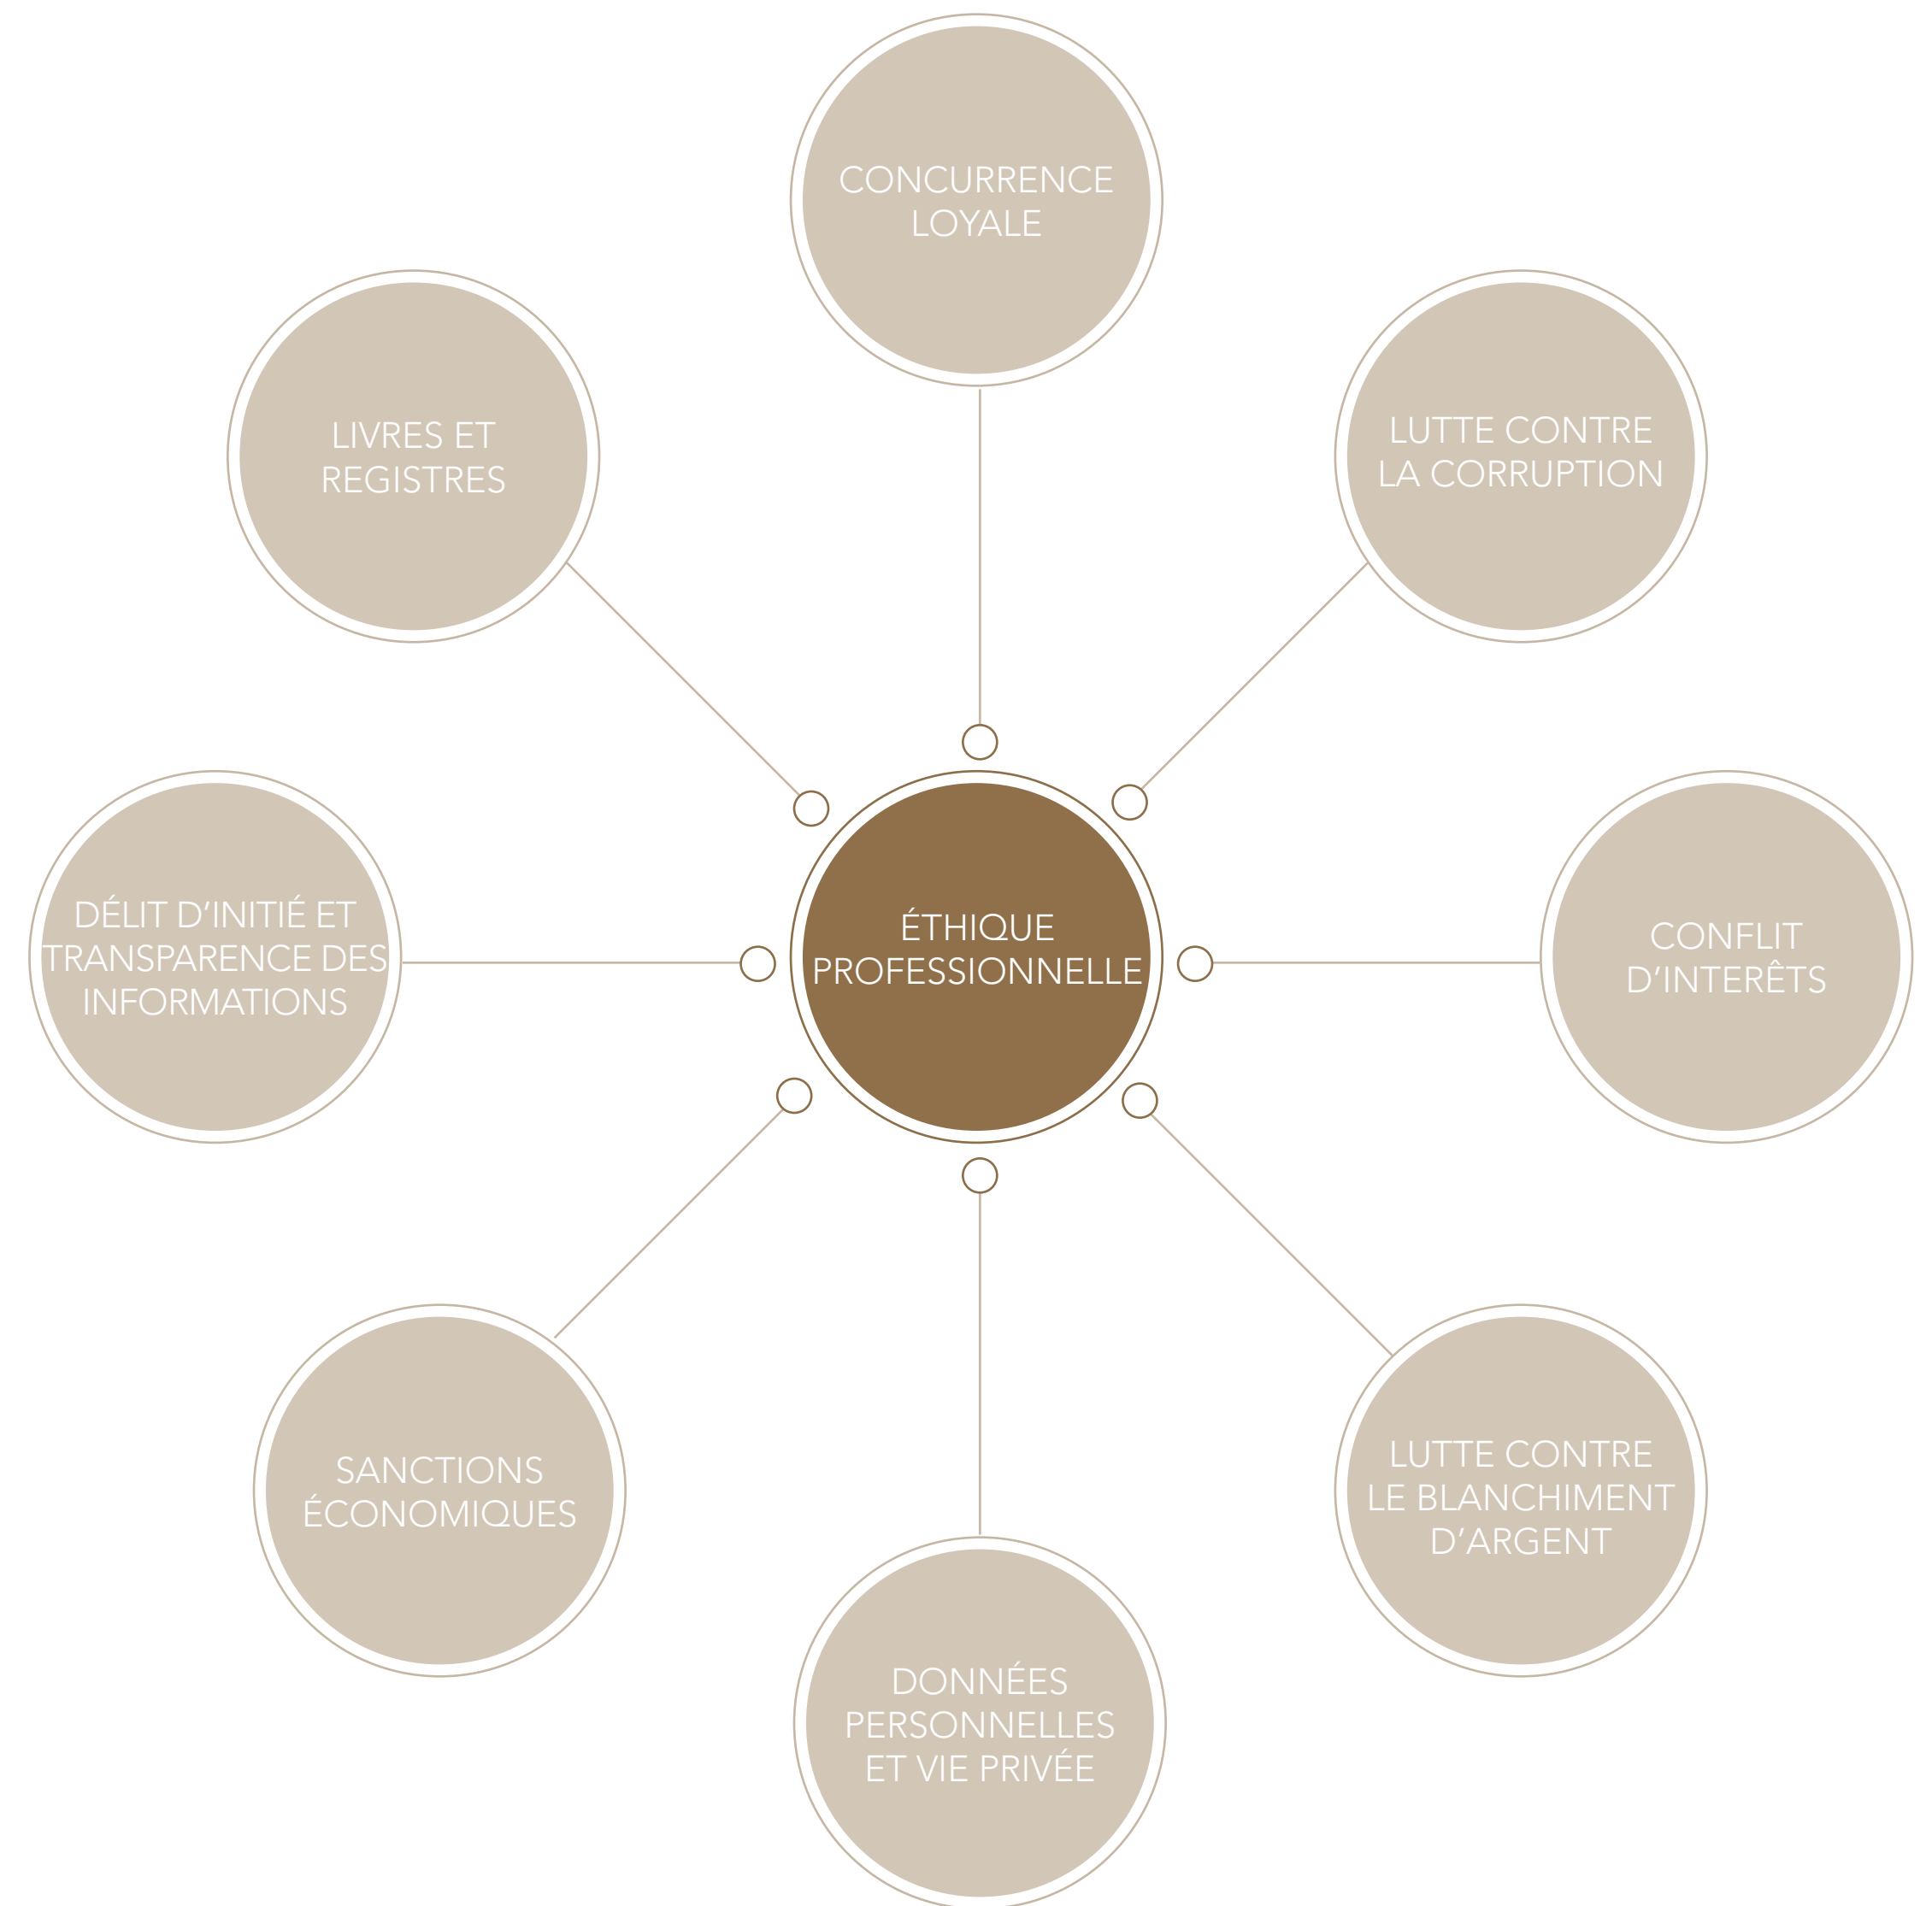 CONCURRENCE
LOYALE
LIVRES ET
REGISTRES
LUTTE CONTRE
LA CORRUPTION
DÉLIT D’INITIÉ ET
TRANSPARENCE DES
INFORMATIONS
ÉTHIQUE
PROFESSIONNELLE
CONFLIT
D’INTERÊTS
SANCTIONS
ÉCONOMIQUES
LUTTE CONTRE
LE BLANCHIMENT
D’ARGENT
DONNÉES
PERSONNELLES
ET VIE PRIVÉE